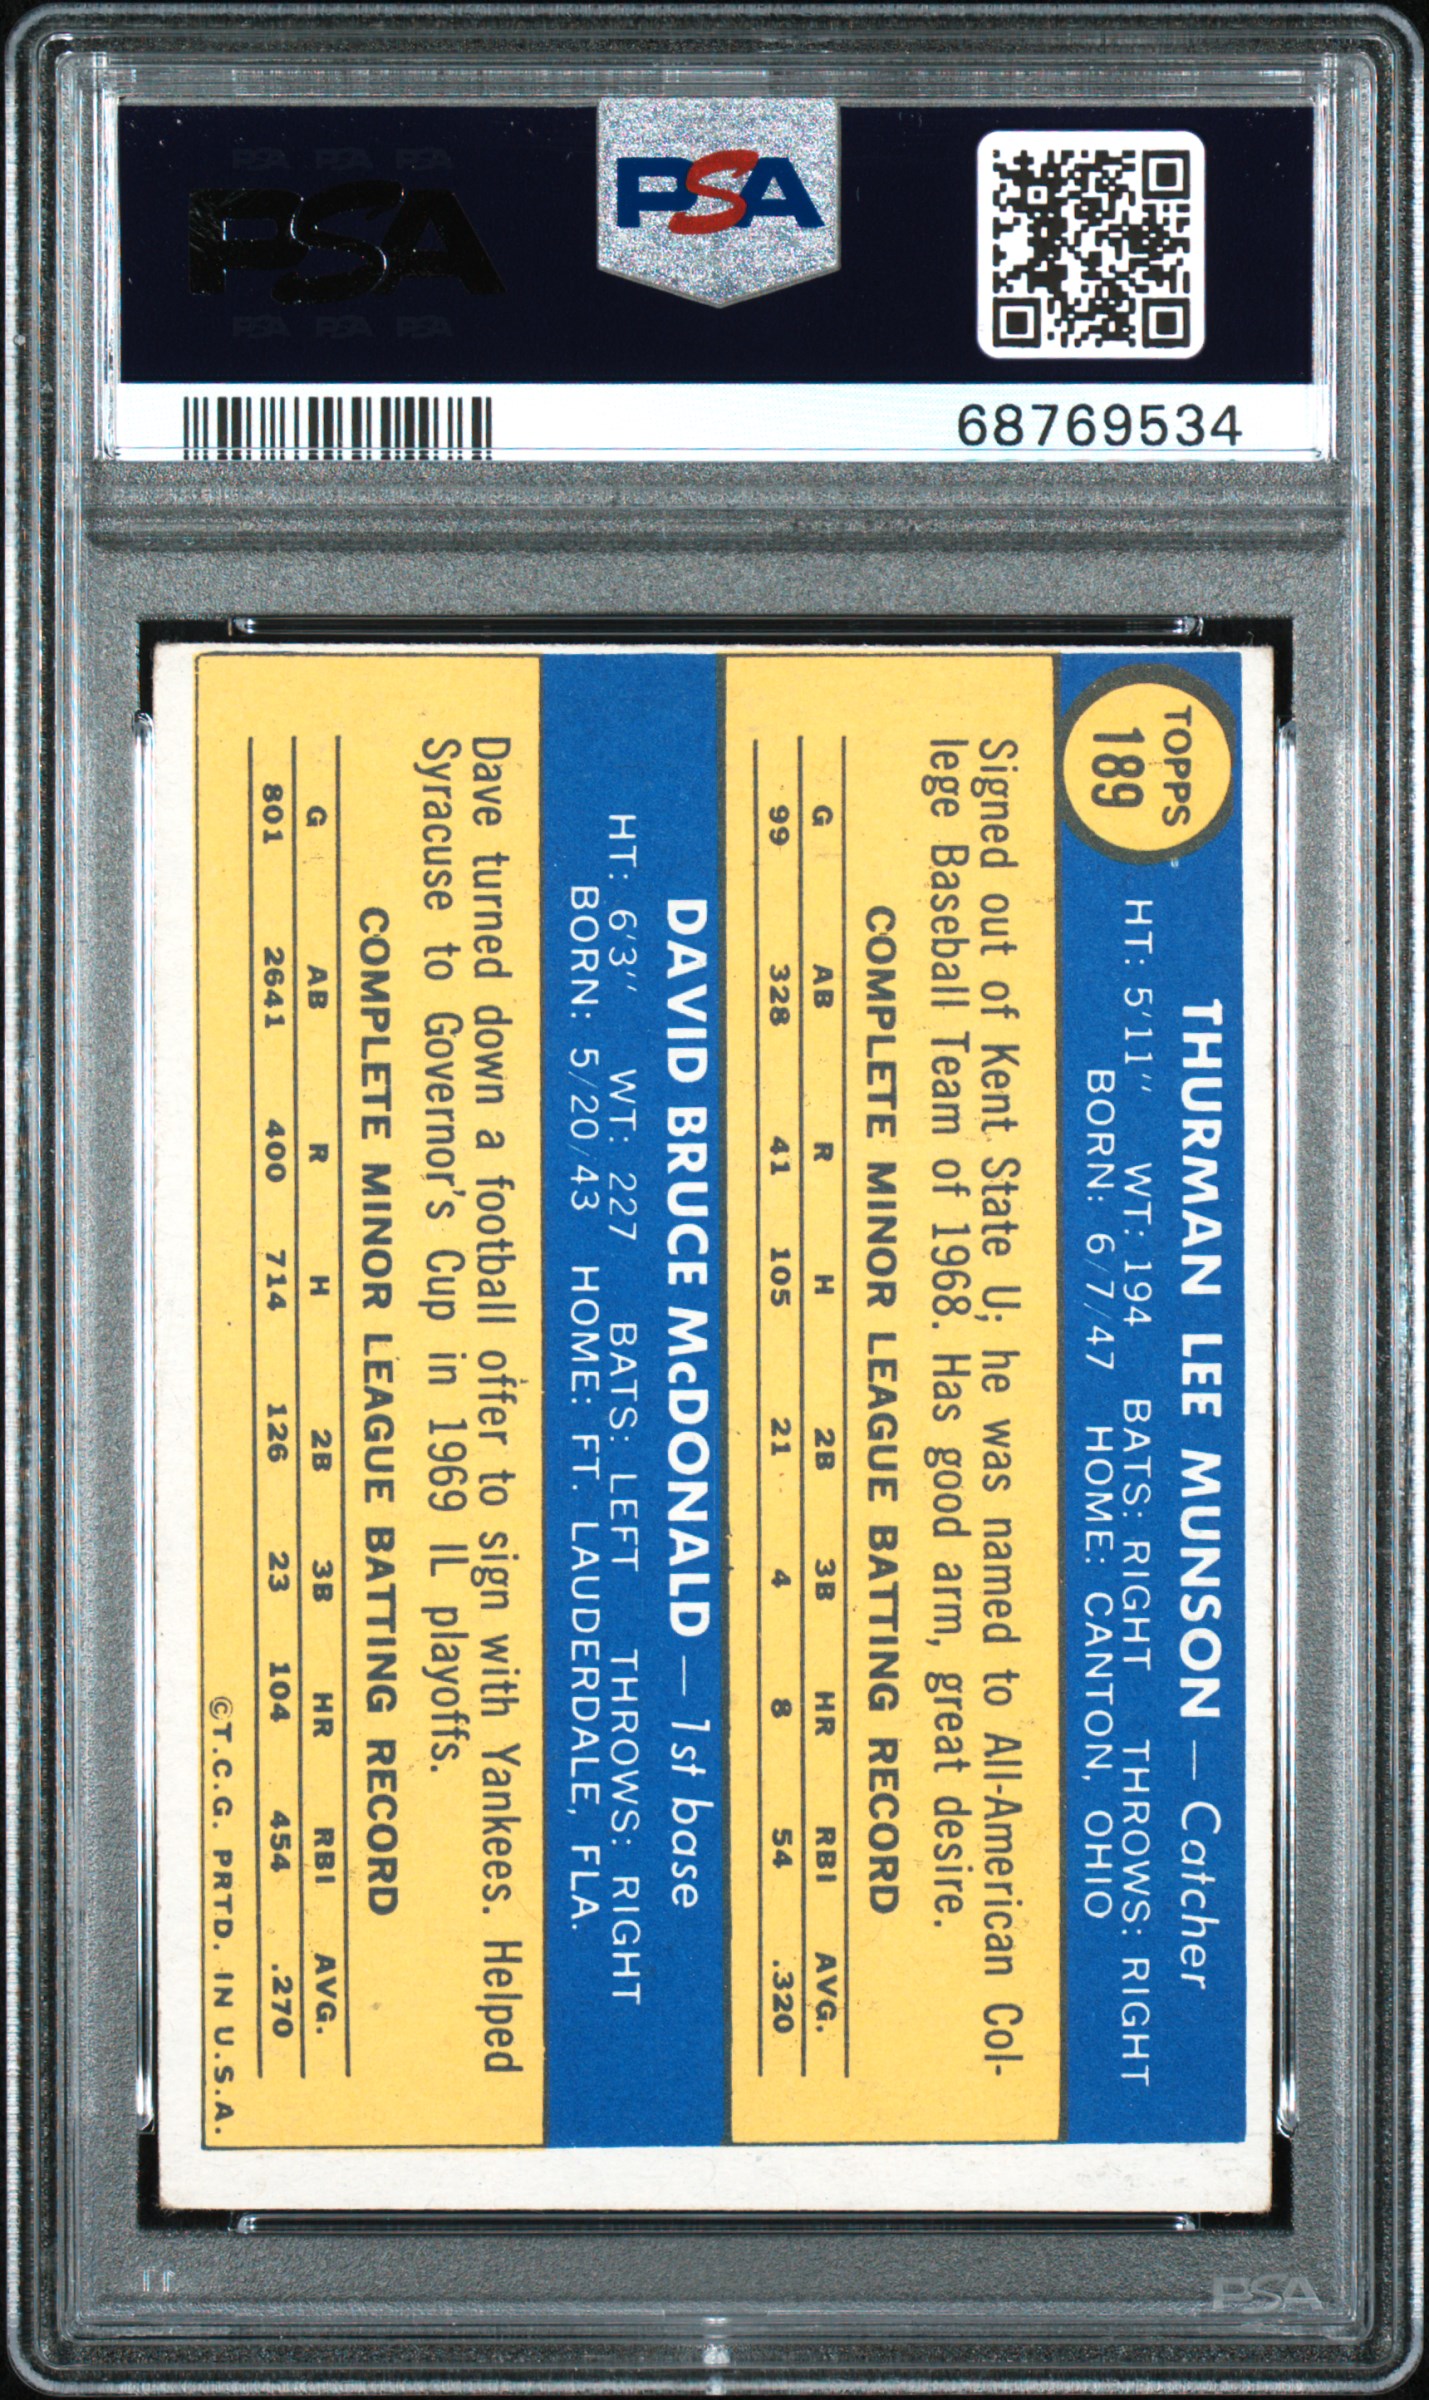 PSA PSA PSA
PSA
PSA PSA PSA
PSA
68769534
TOPPS
189
THURMAN LEE MUNSON — Catcher
HT: 5'11" WT: 194 BATS: RIGHT THROWS: RIGHT
BORN: 6/7/47 HOME: CANTON, OHIO
Signed out of Kent State U; he was named to All-American Col-
lege Baseball Team of 1968. Has good arm, great desire.
COMPLETE MINOR LEAGUE BATTING RECORD
G AB R H 2B 3B HR RBI AVG.
99 328 41 105 21 4 8 54 .320
DAVID BRUCE McDONALD — 1st base
HT: 6'3" WT: 227 BATS: LEFT THROWS: RIGHT
BORN: 5/20/43 HOME: FT. LAUDERDALE, FLA.
Dave turned down a football offer to sign with Yankees. Helped
Syracuse to Governor's Cup in 1969 IL playoffs.
COMPLETE MINOR LEAGUE BATTING RECORD
G AB R H 2B 3B HR RBI AVG.
801 2641 400 714 126 23 104 454 .270
©T.C.G. PRTD. IN U.S.A.
PSA